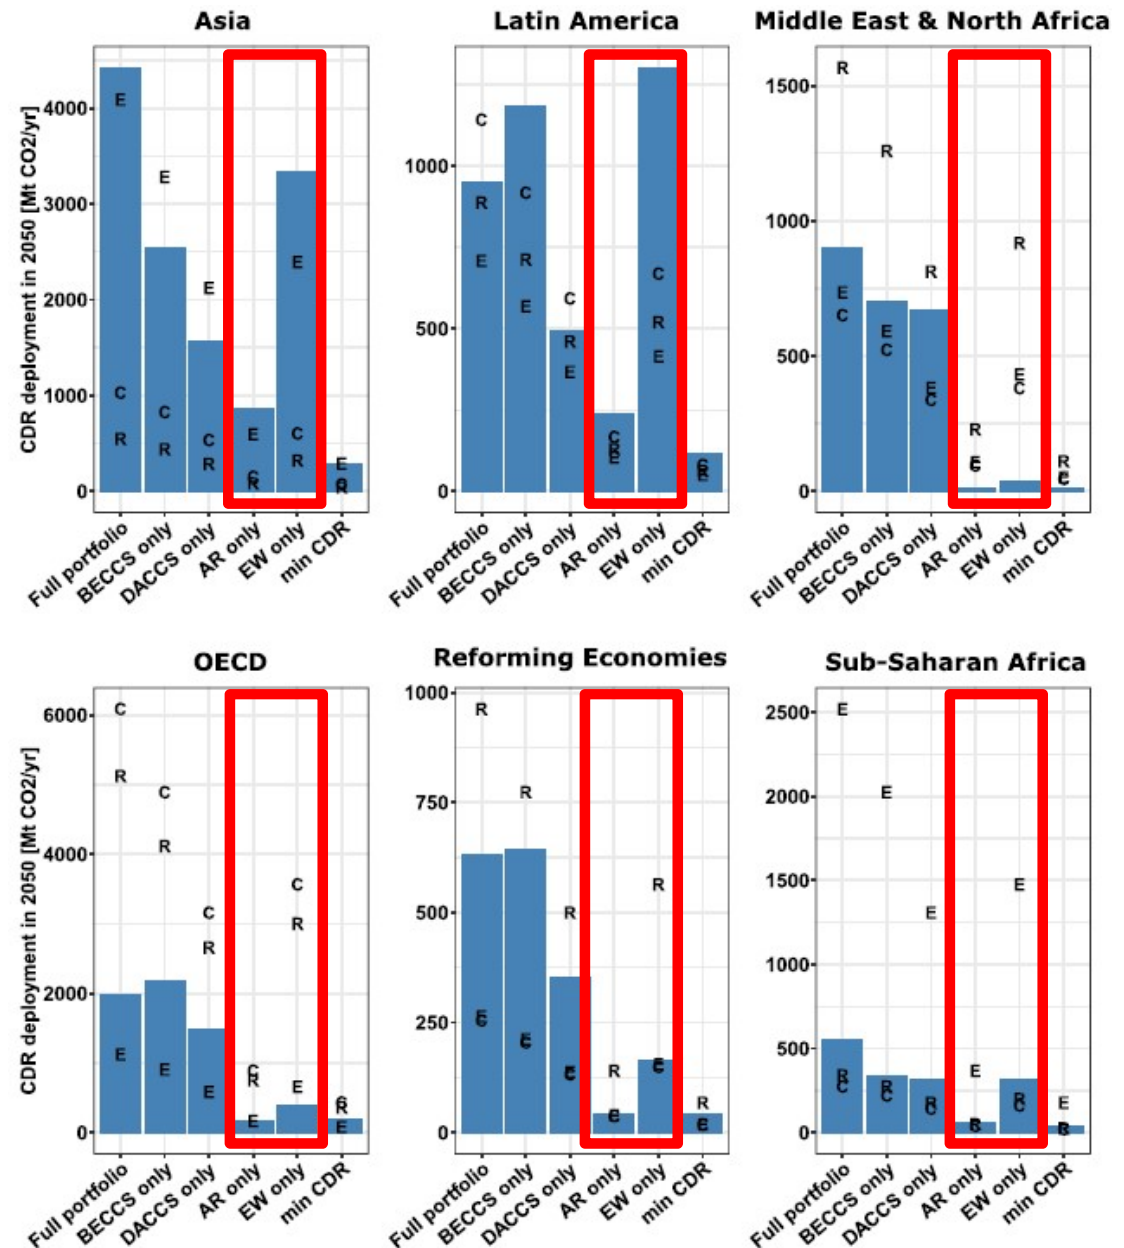 Asia
CDR deployment in 2050 [Mt CO2/yr]
4000
3000
2000
1000
0
E
C
R
E
C
R
E
C
R
E
C
R
E
C
R
E
C
R
Full portfolio
BECCS only
DACCS only
AR only
EW only
min CDR
Latin America
1000
500
0
C
R
E
C
R
E
C
R
E
C
R
E
C
R
E
C
R
E
Full portfolio
BECCS only
DACCS only
AR only
EW only
min CDR
Middle East & North Africa
1500
1000
500
0
R
E
C
R
E
C
R
E
C
R
E
C
R
E
C
R
E
C
Full portfolio
BECCS only
DACCS only
AR only
EW only
min CDR
OECD
CDR deployment in 2050 [Mt CO2/yr]
6000
4000
2000
0
E
R
E
C
R
E
C
R
E
C
R
E
C
R
E
C
R
E
Full portfolio
BECCS only
DACCS only
AR only
EW only
min CDR
Reforming Economies
1000
750
500
250
0
R
E
C
R
E
C
R
E
C
R
E
C
R
E
C
R
E
C
Full portfolio
BECCS only
DACCS only
AR only
EW only
min CDR
Sub-Saharan Africa
2500
2000
1500
1000
500
0
E
R
C
E
R
C
E
R
C
E
R
C
E
R
C
E
R
C
Full portfolio
BECCS only
DACCS only
AR only
EW only
min CDR